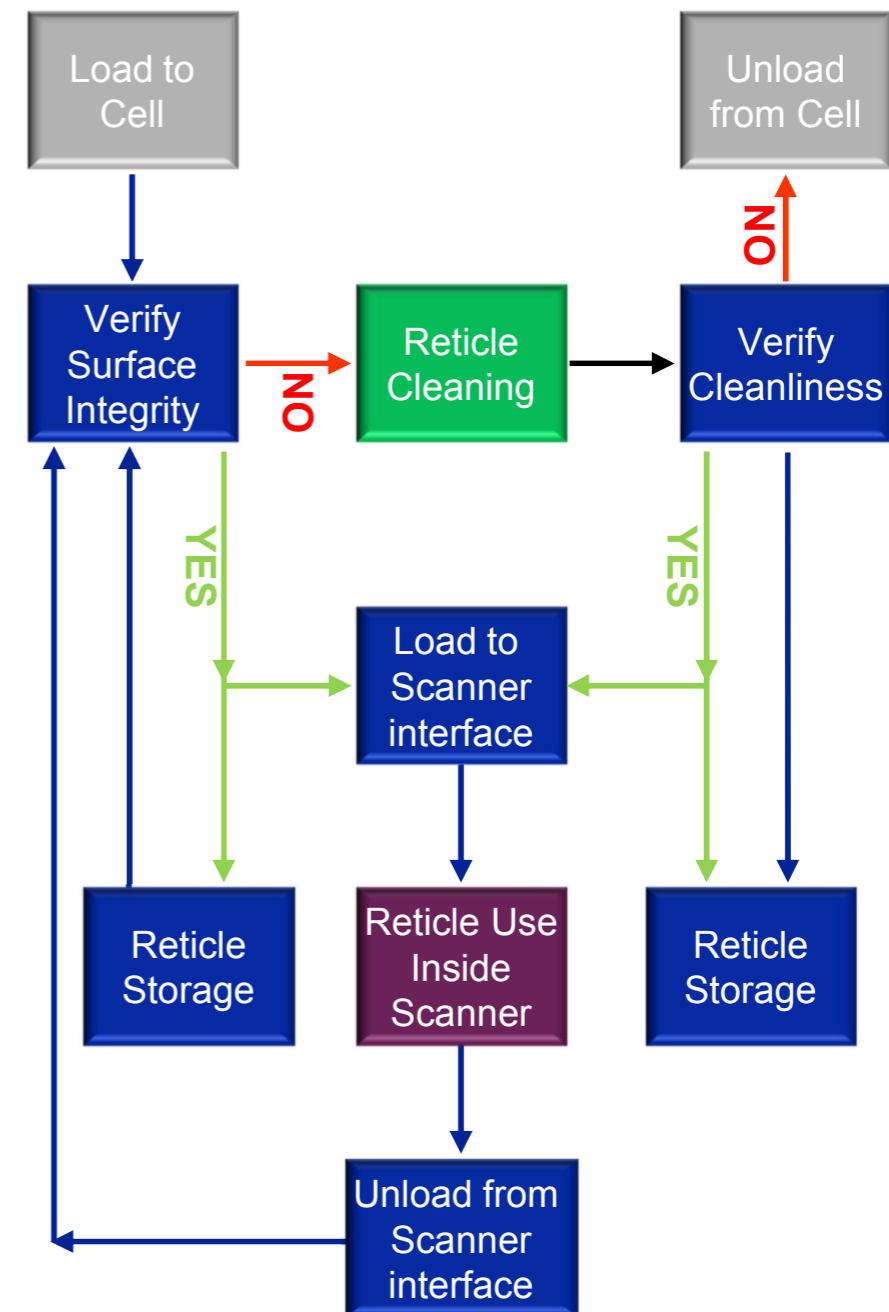 Load to
Cell
Unload
from Cell
NO
Verify
Surface
Integrity
NO
Reticle
Cleaning
Verify
Cleanliness
YES
YES
Load to
Scanner
interface
Reticle
Storage
Reticle Use
Inside
Scanner
Reticle
Storage
Unload from
Scanner
interface